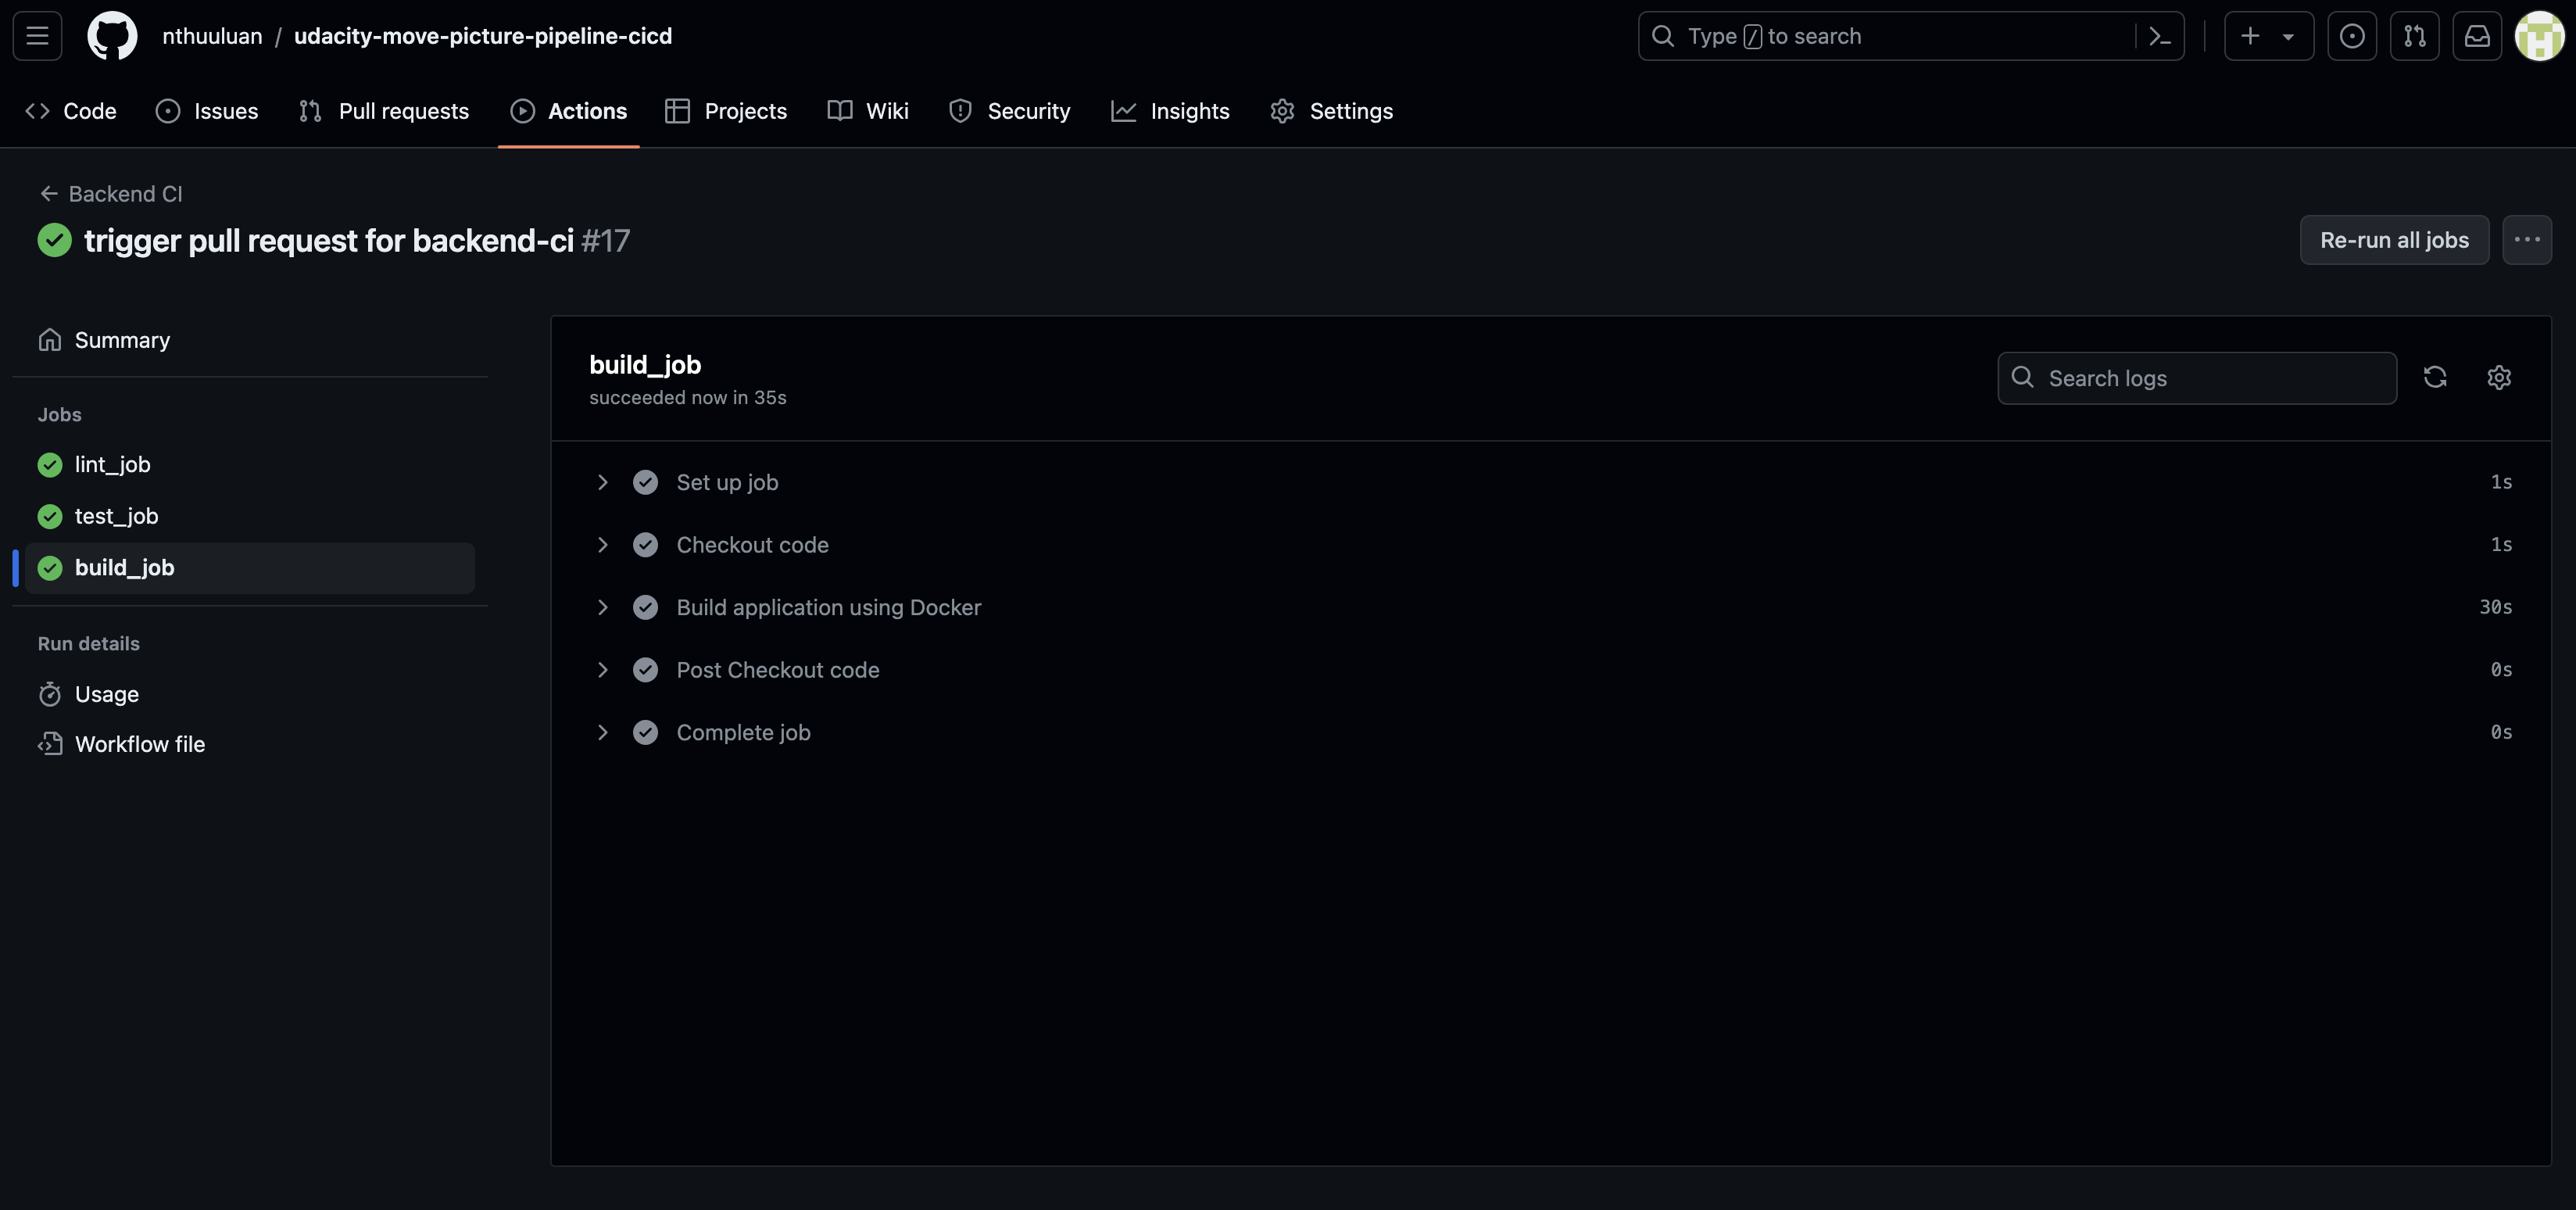 nthuuluan / udacity-move-picture-pipeline-cicd
Type / to search
Code Issues Pull requests Actions Projects Wiki Security Insights Settings
Backend CI
trigger pull request for backend-ci #17
Re-run all jobs
Summary
Jobs
lint_job
test_job
build_job
Run details
Usage
Workflow file
build_job
succeeded now in 35s
Search logs
Set up job 1s
Checkout code 1s
Build application using Docker 30s
Post Checkout code 0s
Complete job 0s